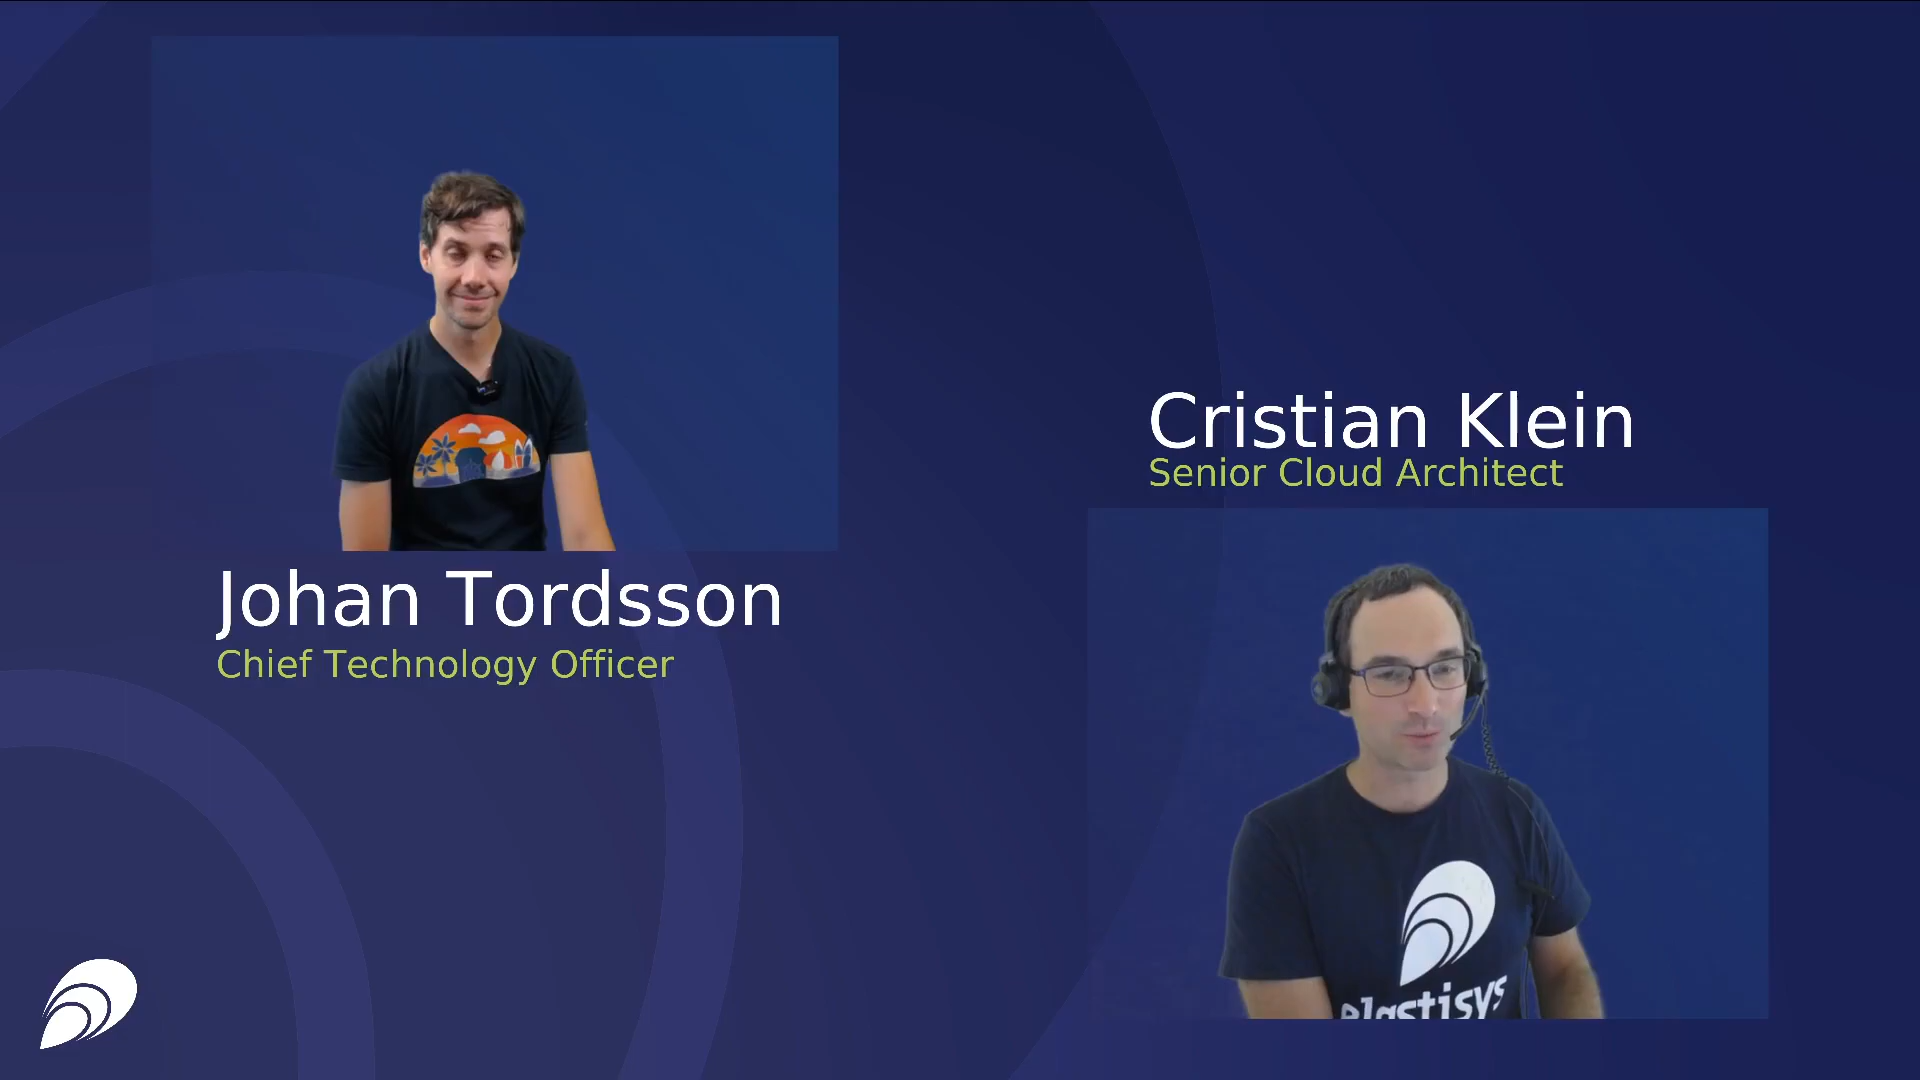 Johan Tordsson
Chief Technology Officer
Cristian Klein
Senior Cloud Architect
elastisys